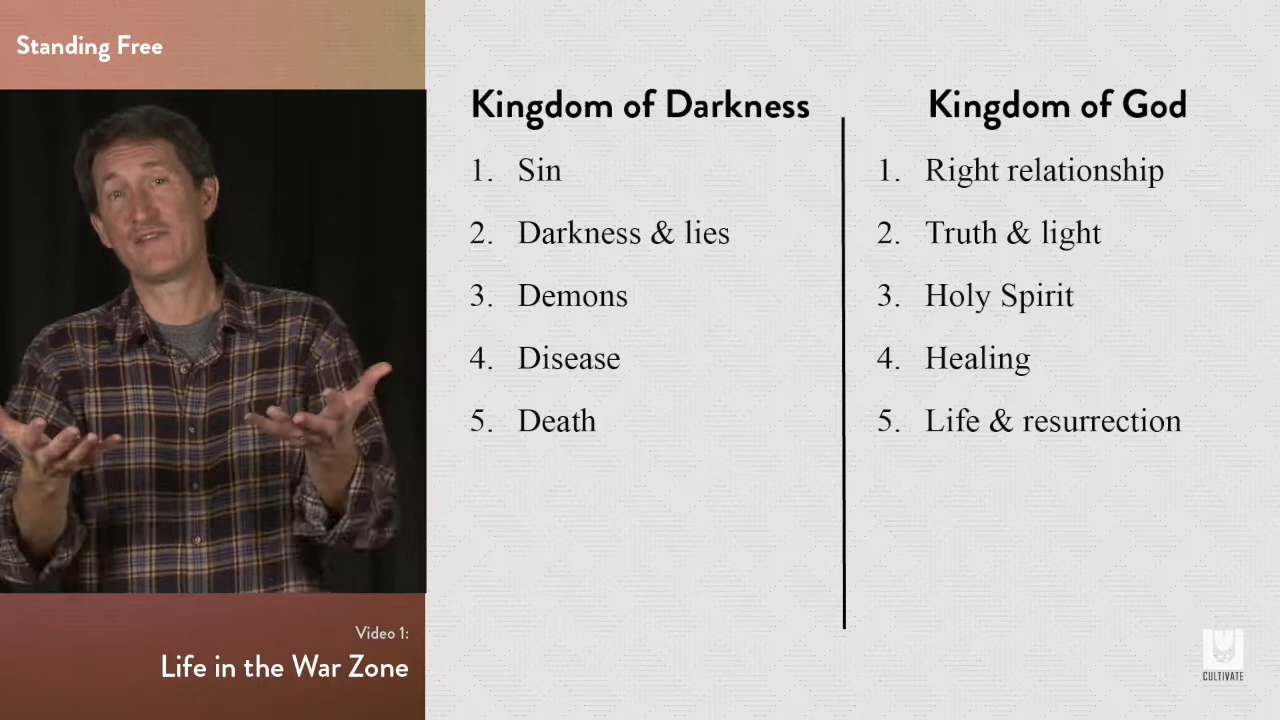 Standing Free
Kingdom of Darkness
1. Sin
2. Darkness & lies
3. Demons
4. Disease
5. Death
Kingdom of God
1. Right relationship
2. Truth & light
3. Holy Spirit
4. Healing
5. Life & resurrection
Video 1:
Life in the War Zone
CULTIVATE